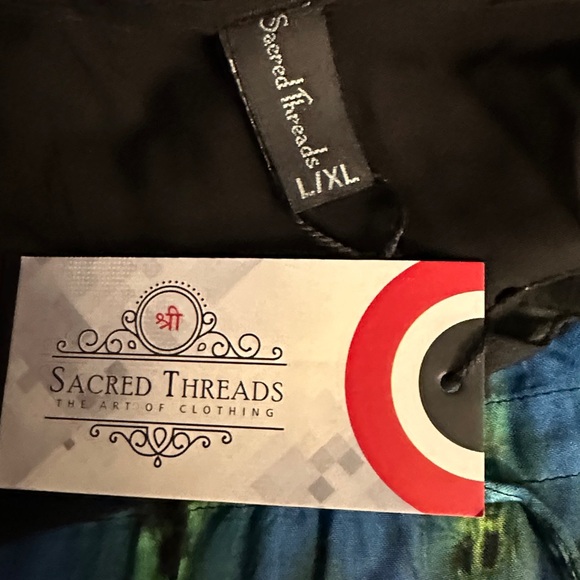 Sacred Threads
L/XL
श्री
SACRED THREADS
THE ART OF CLOTHING